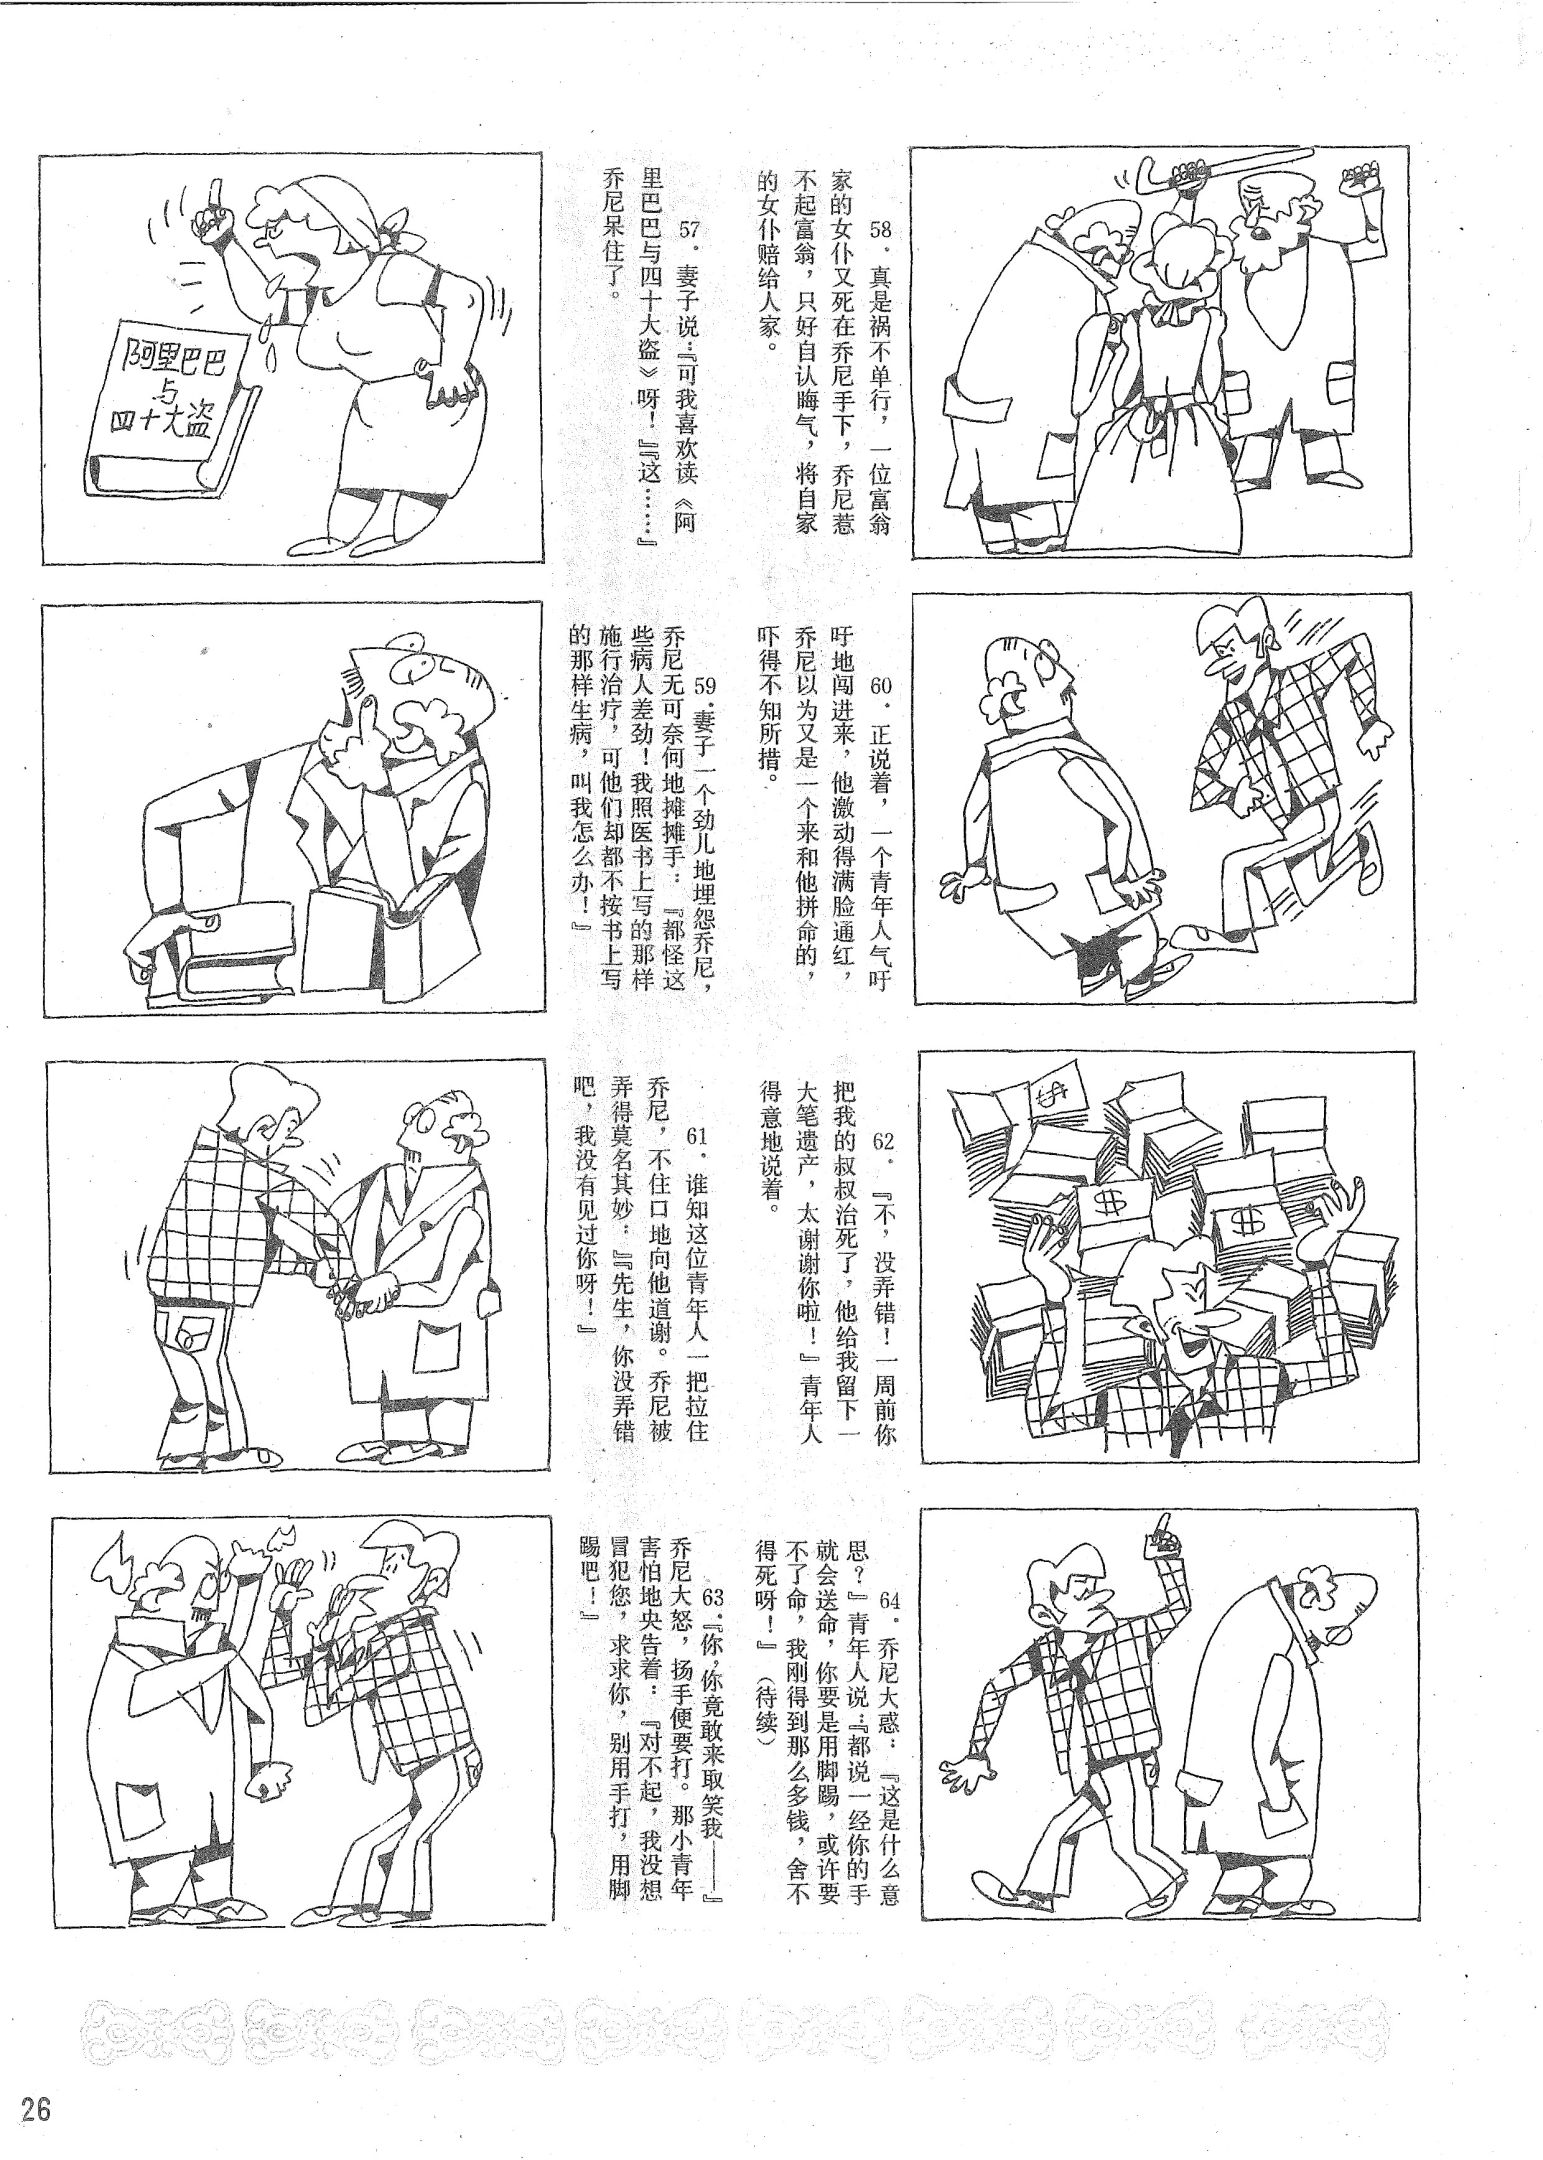 57．妻子说：『可我喜欢读《阿
里巴巴与四十大盗》呀！』『这……』
乔尼呆住了。
阿里巴巴
与
四十大盗
58．真是祸不单行，一位富翁
家的女仆又死在乔尼手下，乔尼惹
不起富翁，只好自认晦气，将自家
的女仆赔给人家。
59．妻子一个劲儿地埋怨乔尼，
乔尼无可奈何地摊摊手：『都怪这
些病人差劲！我照医书上写的那样
施行治疗，可他们却都不按书上写
的那样生病，叫我怎么办！』
60．正说着，一个青年人气吁
吁地闯进来，他激动得满脸通红，
乔尼以为又是一个来和他拼命的，
吓得不知所措。
61．谁知这位青年人一把拉住
乔尼，不住口地向他道谢。乔尼被
弄得莫名其妙：『先生，你没弄错
吧，我没有见过你呀！』
62．『不，没弄错！一周前你
把我的叔叔治死了，他给我留下一
大笔遗产，太谢谢你啦！』青年人
得意地说着。
$
$
$
63．『你，你竟敢来取笑我——』
乔尼大怒，扬手便要打。那小青年
害怕地央告着：『对不起，我没想
冒犯您，求求你，别用手打，用脚
踢吧！』
64．乔尼大惑：『这是什么意
思？』青年人说：『都说一经你的手
就会送命，你要是用脚踢，或许要
不了命，我刚得到那么多钱，舍不
得死呀！』（待续）
26